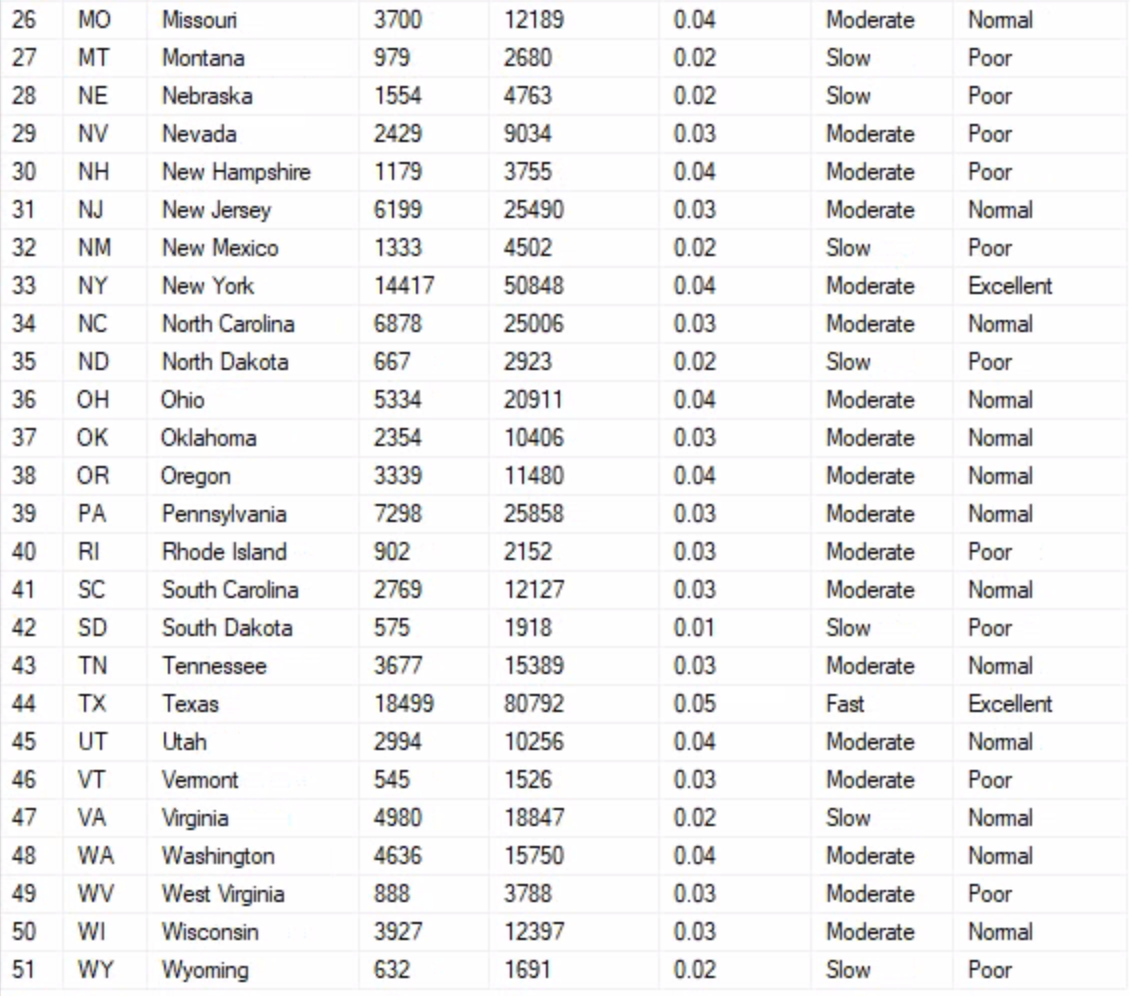 26 MO Missouri 3700 12189 0.04 Moderate Normal
27 MT Montana 979 2680 0.02 Slow Poor
28 NE Nebraska 1554 4763 0.02 Slow Poor
29 NV Nevada 2429 9034 0.03 Moderate Poor
30 NH New Hampshire 1179 3755 0.04 Moderate Poor
31 NJ New Jersey 6199 25490 0.03 Moderate Normal
32 NM New Mexico 1333 4502 0.02 Slow Poor
33 NY New York 14417 50848 0.04 Moderate Excellent
34 NC North Carolina 6878 25006 0.03 Moderate Normal
35 ND North Dakota 667 2923 0.02 Slow Poor
36 OH Ohio 5334 20911 0.04 Moderate Normal
37 OK Oklahoma 2354 10406 0.03 Moderate Normal
38 OR Oregon 3339 11480 0.04 Moderate Normal
39 PA Pennsylvania 7298 25858 0.03 Moderate Normal
40 RI Rhode Island 902 2152 0.03 Moderate Poor
41 SC South Carolina 2769 12127 0.03 Moderate Normal
42 SD South Dakota 575 1918 0.01 Slow Poor
43 TN Tennessee 3677 15389 0.03 Moderate Normal
44 TX Texas 18499 80792 0.05 Fast Excellent
45 UT Utah 2994 10256 0.04 Moderate Normal
46 VT Vermont 545 1526 0.03 Moderate Poor
47 VA Virginia 4980 18847 0.02 Slow Normal
48 WA Washington 4636 15750 0.04 Moderate Normal
49 WV West Virginia 888 3788 0.03 Moderate Poor
50 WI Wisconsin 3927 12397 0.03 Moderate Normal
51 WY Wyoming 632 1691 0.02 Slow Poor